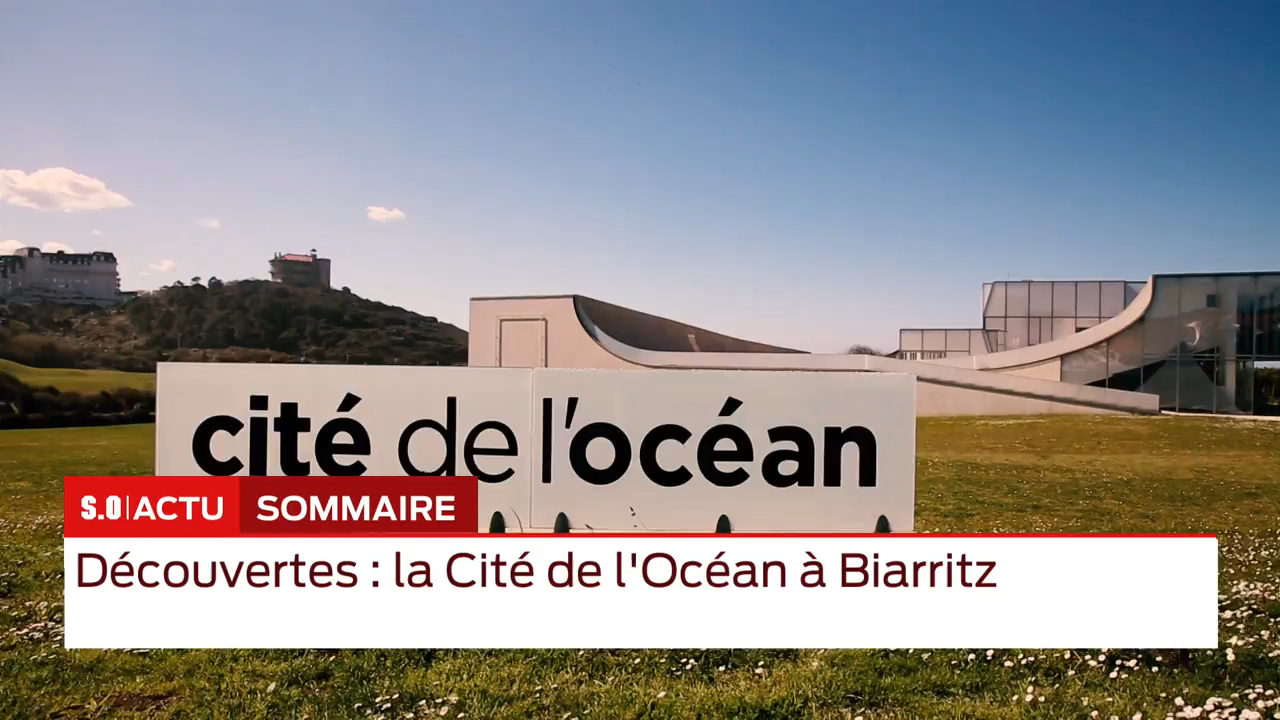 cité de l'océan
S.O ACTU SOMMAIRE
Découvertes : la Cité de l'Océan à Biarritz